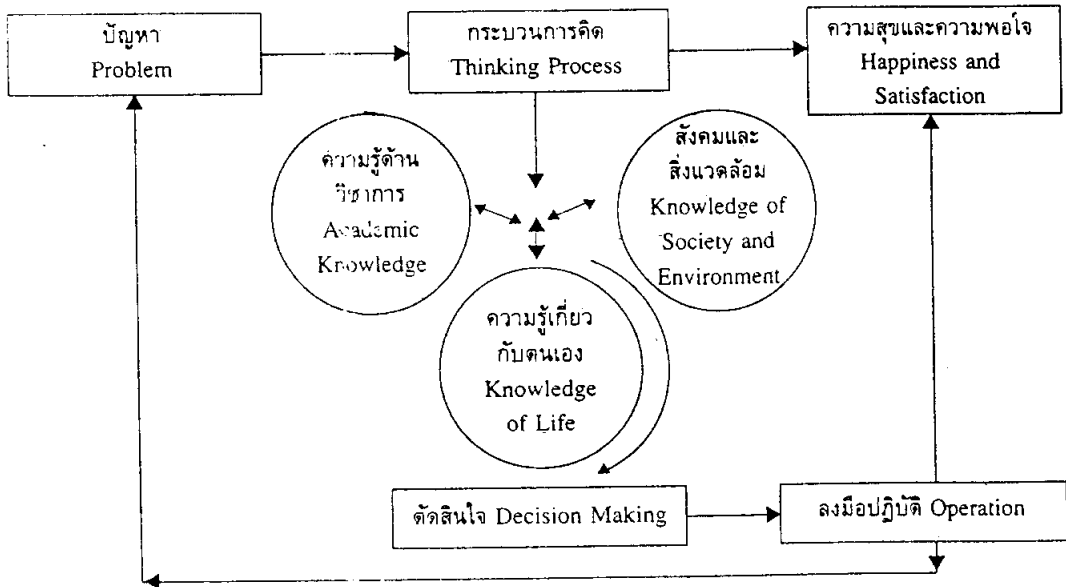 ปัญหา
Problem
กระบวนการคิด
Thinking Process
ความสุขและความพอใจ
Happiness and
Satisfaction
ความรู้ด้าน
วิชาการ
Academic
Knowledge
สังคมและ
สิ่งแวดล้อม
Knowledge of
Society and
Environment
ความรู้เกี่ยว
กับตนเอง
Knowledge
of Life
ตัดสินใจ Decision Making
ลงมือปฏิบัติ Operation